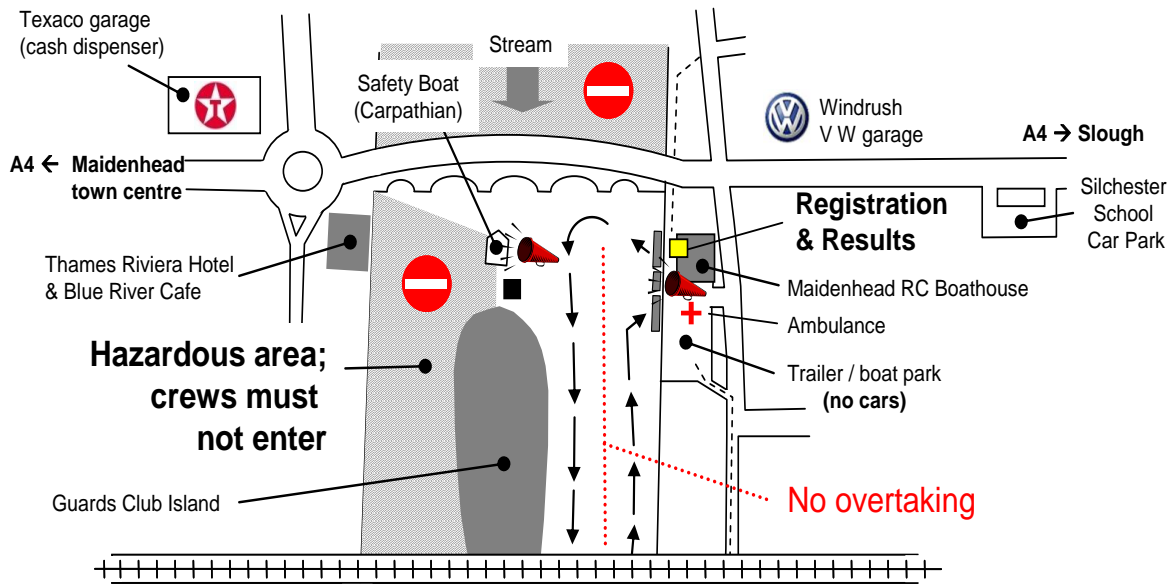 Texaco garage
(cash dispenser)
T
Stream
Safety Boat
(Carpathian)
Windrush
V W garage
A4 → Slough
A4 ← Maidenhead
town centre
Silchester
School
Car Park
Registration
& Results
Thames Riviera Hotel
& Blue River Cafe
Maidenhead RC Boathouse
Ambulance
Hazardous area;
crews must
not enter
Trailer / boat park
(no cars)
Guards Club Island
No overtaking